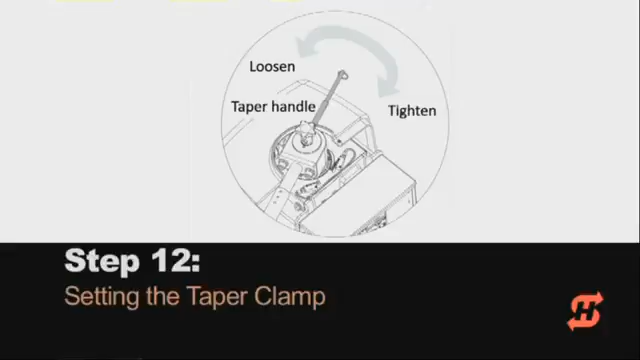 Loosen
Taper handle
Tighten
Step 12:
Setting the Taper Clamp
H